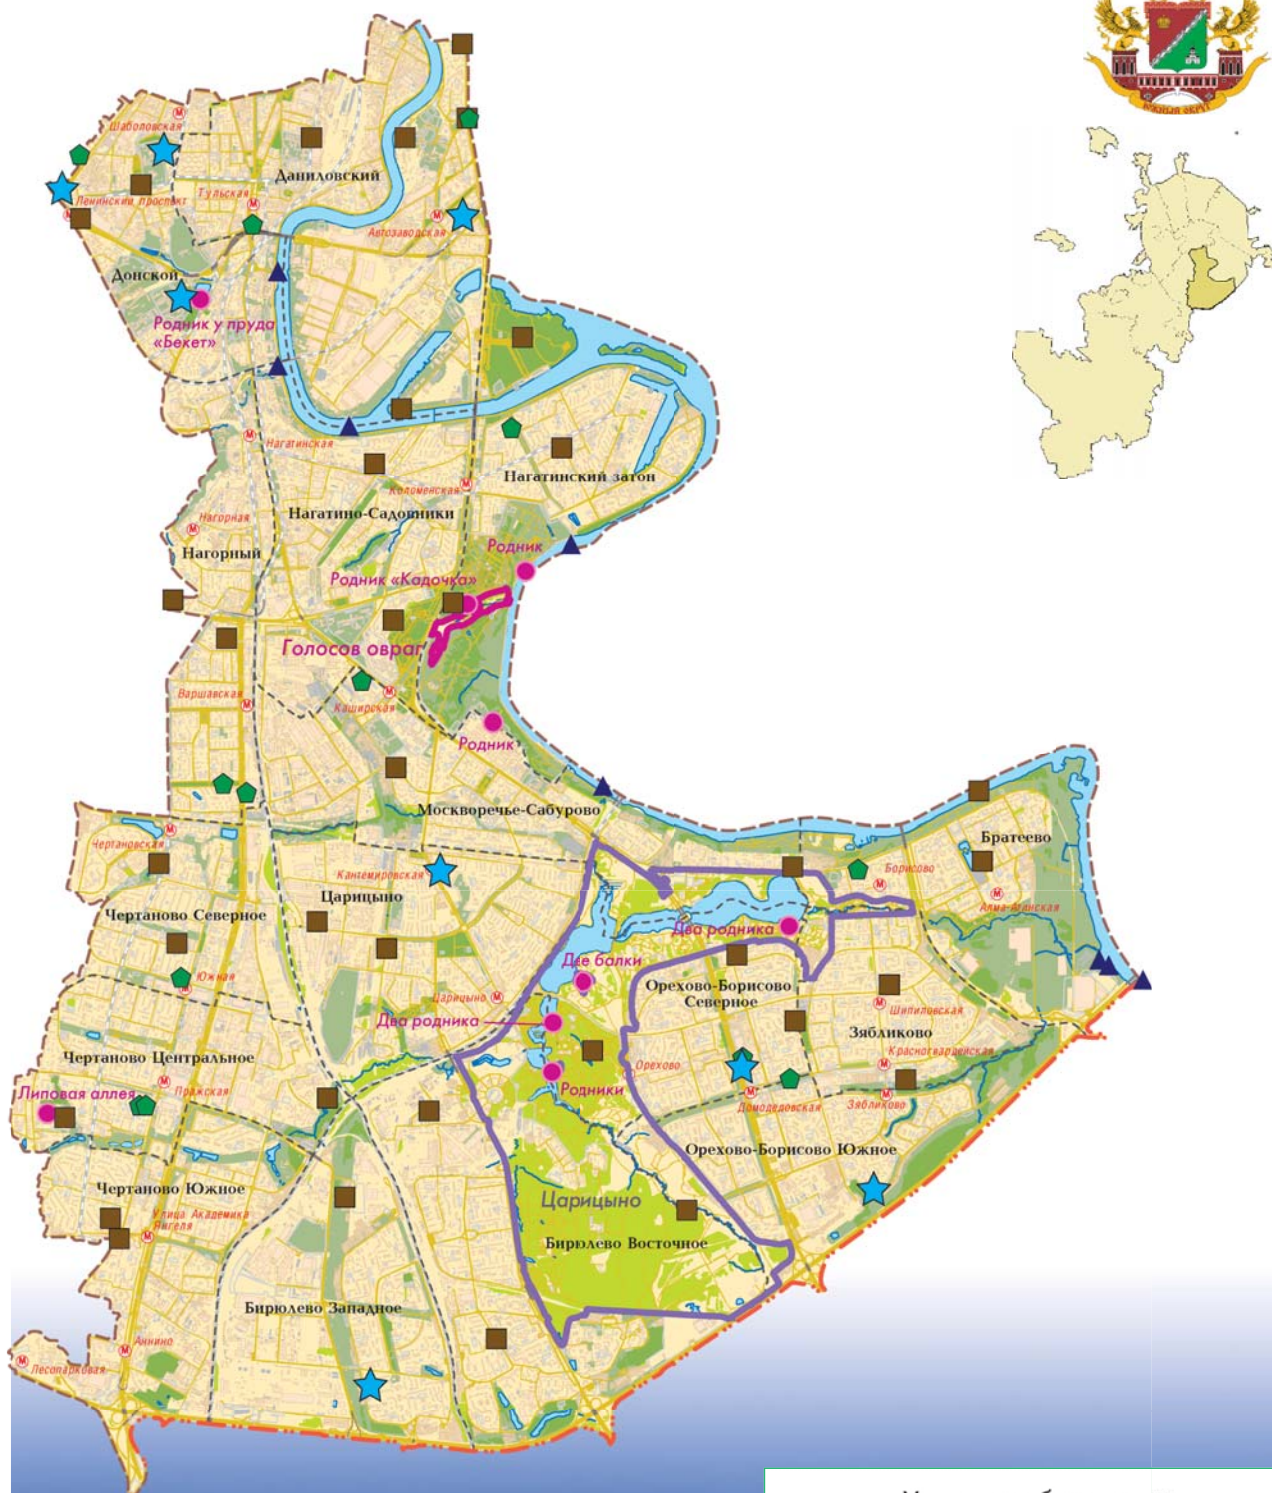 ЮЖНЫЙ ОКРУГ
Шаболовская
Даниловский
Тульская
Ленинский проспект
Автозаводская
Донской
Родник у пруда
«Бекет»
Нагатинская
Нагатинский затон
Коломенская
Нагатино-Садовники
Нагорная
Нагорный
Родник
Родник «Кадочка»
Голосов овраг
Варшавская
Каширская
Родник
Москворечье-Сабурово
Братеево
Чертановская
Борисово
Кантемировская
Царицыно
Алма-Атинская
Чертаново Северное
Два родника
Две балки
Южная
Орехово-Борисово
Северное
Царицыно
Шипиловская
Два родника
Зябликово
Чертаново Центральное
Красногвардейская
Орехово
Пражская
Липовая аллея
Родники
Домодедовская
Зябликово
Орехово-Борисово Южное
Чертаново Южное
Царицыно
Улица Академика
Янгеля
Бирюлево Восточное
Бирюлево Западное
Аннино
Лесопарковая